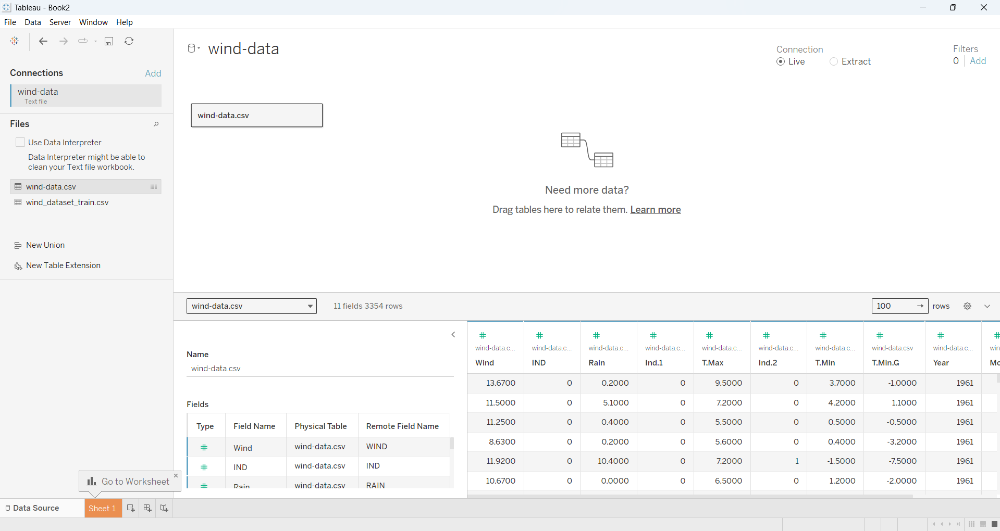 Tableau - Book2
File Data Server Window Help
Connections Add
wind-data
Text file
Files
Use Data Interpreter
Data Interpreter might be able to
clean your Text file workbook.
wind-data.csv
wind_dataset_train.csv
New Union
New Table Extension
wind-data
Connection
Live Extract
Filters
0 Add
wind-data.csv
Need more data?
Drag tables here to relate them. Learn more
wind-data.csv 11 fields 3354 rows 100 → rows
Name
wind-data.csv
Fields
Type Field Name Physical Table Remote Field Name
# Wind wind-data.csv WIND
# IND wind-data.csv IND
# Rain wind-data.csv RAIN
# # # # # # # # # #
wind-data.c... wind-data.c... wind-data.c... wind-data.c... wind-data.c... wind-data.c... wind-data.c... wind-data.csv wind-data.c... win
Wind IND Rain Ind.1 T.Max Ind.2 T.Min T.Min.G Year Mo
13.6700 0 0.2000 0 9.5000 0 3.7000 -1.0000 1961
11.5000 0 5.1000 0 7.2000 0 4.2000 1.1000 1961
11.2500 0 0.4000 0 5.5000 0 0.5000 -0.5000 1961
8.6300 0 0.2000 0 5.6000 0 0.4000 -3.2000 1961
11.9200 0 10.4000 0 7.2000 1 -1.5000 -7.5000 1961
10.6700 0 0.0000 0 6.5000 0 1.2000 -2.0000 1961
Go to Worksheet
Data Source Sheet 1